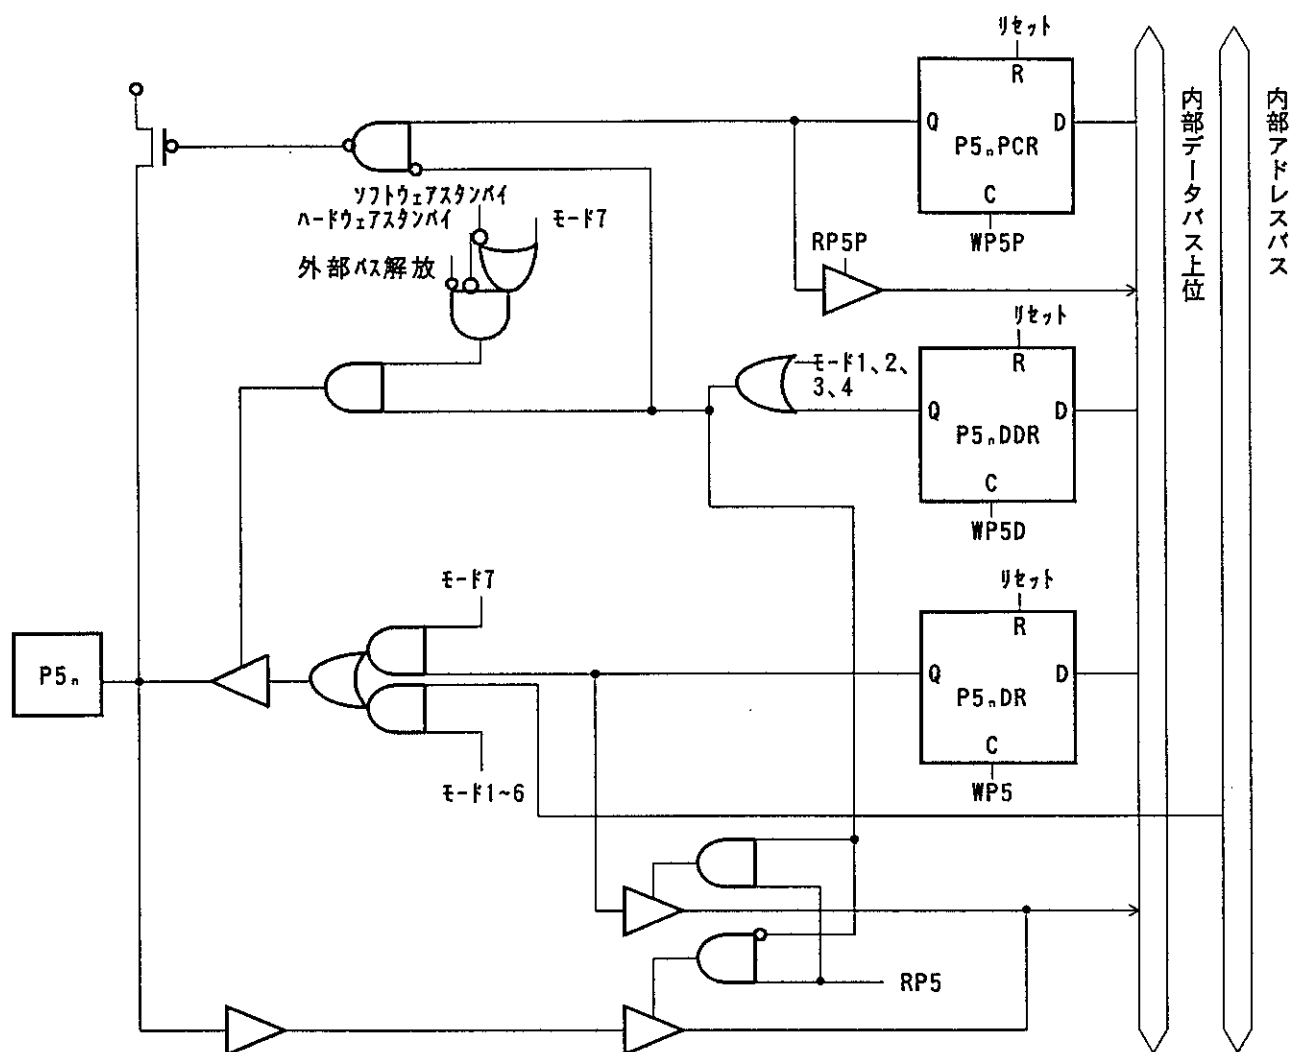 リセット
R
Q
D
P5nPCR
C
WP5P
ソフトウェアスタンバイ
ハードウェアスタンバイ
モード7
外部バス解放
RP5P
内部データバス上位
内部アドレスバス
リセット
R
モード1、2、
3、4
Q
D
P5nDDR
C
WP5D
モード7
リセット
R
P5n
Q
D
P5nDR
C
WP5
モード1~6
RP5